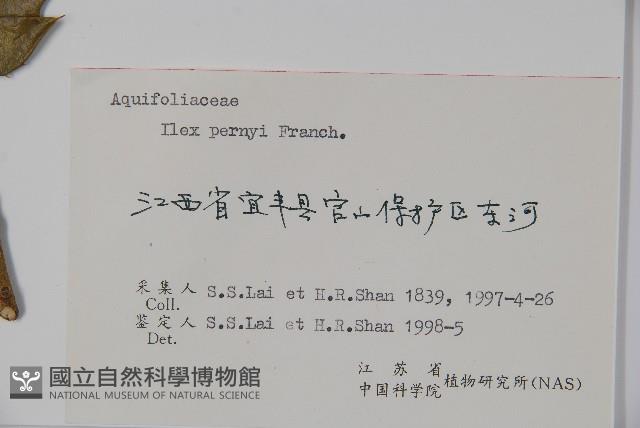 Aquifoliaceae
Ilex pernyi Franch.
江西省宜丰县官山保护区东河
采集人 S.S.Lai et H.R.Shan 1839, 1997-4-26
Coll.
鉴定人 S.S.Lai et H.R.Shan 1998-5
Det.
江苏省
中国科学院植物研究所(NAS)
國立自然科學博物館
NATIONAL MUSEUM OF NATURAL SCIENCE